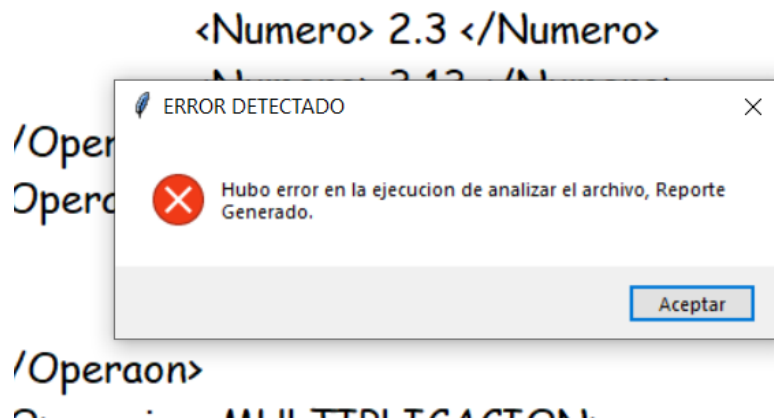 <Numero> 2.3 </Numero>
ERROR DETECTADO
/Oper
Hubo error en la ejecucion de analizar el archivo, Reporte
Generado.
Aceptar
/Operaon>